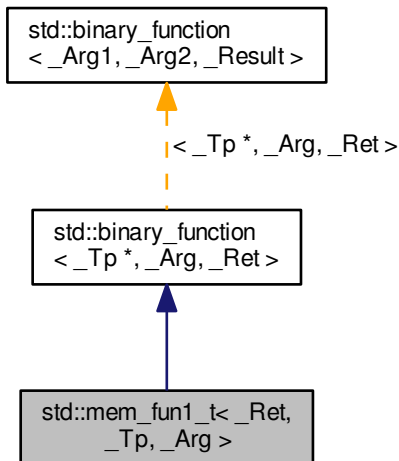 std::binary_function
< _Arg1, _Arg2, _Result >
< _Tp *, _Arg, _Ret >
std::binary_function
< _Tp *, _Arg, _Ret >
std::mem_fun1_t< _Ret,
_Tp, _Arg >